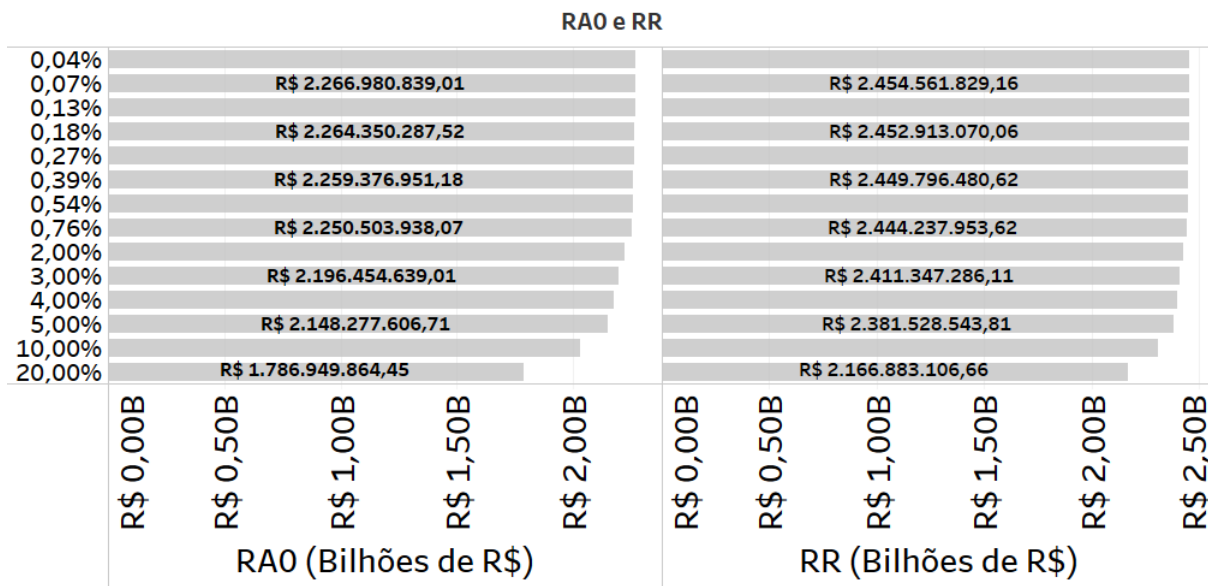 RA0 e RR
0,04%
0,07% R$ 2.266.980.839,01 R$ 2.454.561.829,16
0,13%
0,18% R$ 2.264.350.287,52 R$ 2.452.913.070,06
0,27%
0,39% R$ 2.259.376.951,18 R$ 2.449.796.480,62
0,54%
0,76% R$ 2.250.503.938,07 R$ 2.444.237.953,62
2,00%
3,00% R$ 2.196.454.639,01 R$ 2.411.347.286,11
4,00%
5,00% R$ 2.148.277.606,71 R$ 2.381.528.543,81
10,00%
20,00% R$ 1.786.949.864,45 R$ 2.166.883.106,66
R$ 0,00B R$ 0,50B R$ 1,00B R$ 1,50B R$ 2,00B R$ 0,00B R$ 0,50B R$ 1,00B R$ 1,50B R$ 2,00B R$ 2,50B
RA0 (Bilhões de R$) RR (Bilhões de R$)